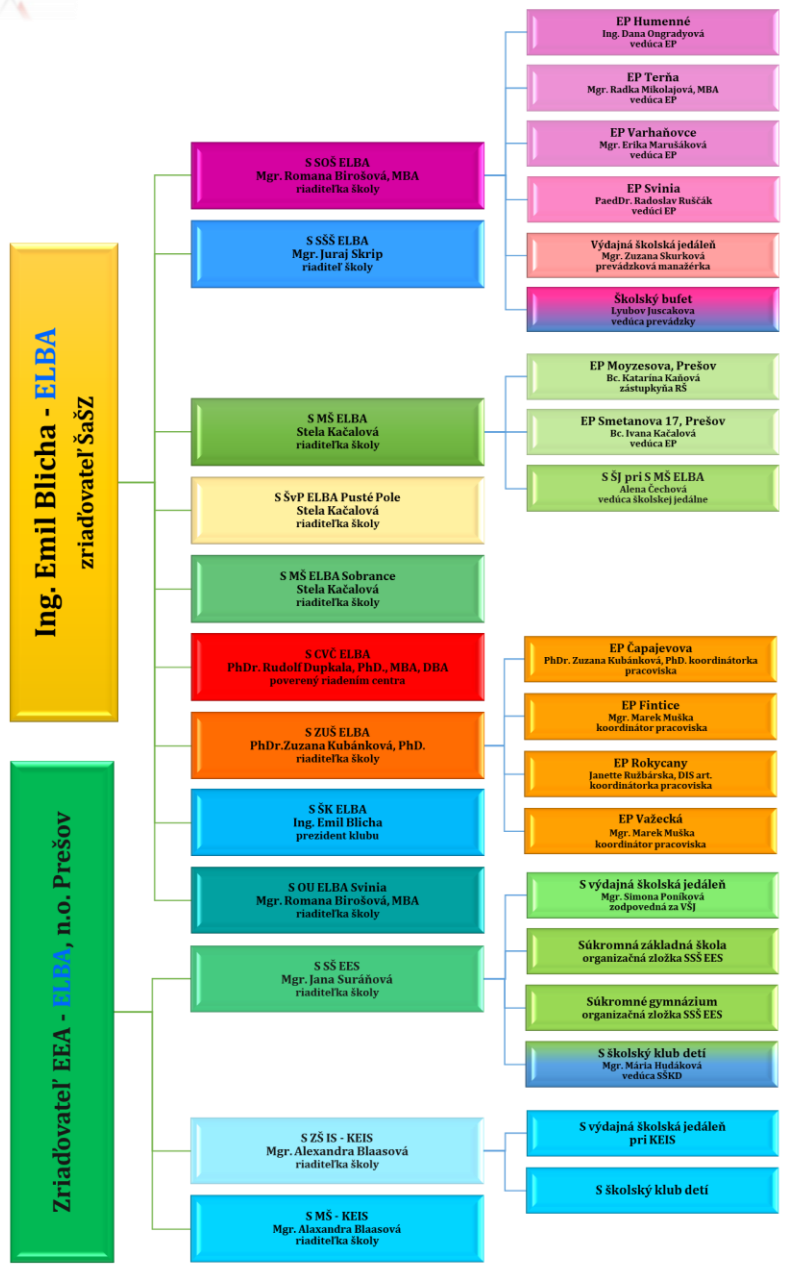 Ing. Emil Blicha - ELBA
zriaďovateľ ŠaŠZ
S SOŠ ELBA
Mgr. Romana Birošová, MBA
riaditeľka školy
EP Humenné
Ing. Dana Ongradyová
vedúca EP
EP Terňa
Mgr. Radka Mikolajová, MBA
vedúca EP
EP Varhaňovce
Mgr. Erika Marušáková
vedúca EP
EP Svinia
PaedDr. Radoslav Ruščák
vedúci EP
Výdajná školská jedáleň
Mgr. Zuzana Skurková
prevádzková manažérka
Školský bufet
Lyubov Juscakova
vedúca prevádzky
S SŠŠ ELBA
Mgr. Juraj Skrip
riaditeľ školy
S MŠ ELBA
Stela Kačalová
riaditeľka školy
EP Moyzesova, Prešov
Bc. Katarína Kaňová
zástupkyňa RŠ
EP Smetanova 17, Prešov
Bc. Ivana Kačalová
vedúca EP
S ŠJ pri S MŠ ELBA
Alena Čechová
vedúca školskej jedálne
S ŠvP ELBA Pusté Pole
Stela Kačalová
riaditeľka školy
S MŠ ELBA Sobrance
Stela Kačalová
riaditeľka školy
S CVČ ELBA
PhDr. Rudolf Dupkala, PhD., MBA, DBA
poverený riadením centra
S ZUŠ ELBA
PhDr.Zuzana Kubánková, PhD.
riaditeľka školy
EP Čapajevova
PhDr. Zuzana Kubánková, PhD. koordinátorka
pracoviska
EP Fintice
Mgr. Marek Muška
koordinátor pracoviska
EP Rokycany
Janette Ružbárska, DIS art.
koordinátorka pracoviska
EP Važecká
Mgr. Marek Muška
koordinátor pracoviska
S ŠK ELBA
Ing. Emil Blicha
prezident klubu
S OU ELBA Svinia
Mgr. Romana Birošová, MBA
riaditeľka školy
Zriaďovateľ EEA - ELBA, n.o. Prešov
S SŠ EES
Mgr. Jana Suráňová
riaditeľka školy
S výdajná školská jedáleň
Mgr. Simona Poníková
zodpovedná za VŠJ
Súkromná základná škola
organizačná zložka SSŠ EES
Súkromné gymnázium
organizačná zložka SSŠ EES
S školský klub detí
Mgr. Mária Hudáková
vedúca SŠKD
S ZŠ IS - KEIS
Mgr. Alexandra Blaasová
riaditeľka školy
S výdajná školská jedáleň
pri KEIS
S školský klub detí
S MŠ - KEIS
Mgr. Alaxandra Blaasová
riaditeľka školy